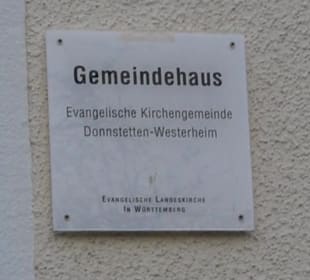 Gemeindehaus
Evangelische Kirchengemeinde
Donnstetten-Westerheim
Evangelische Landeskirche
In Württemberg